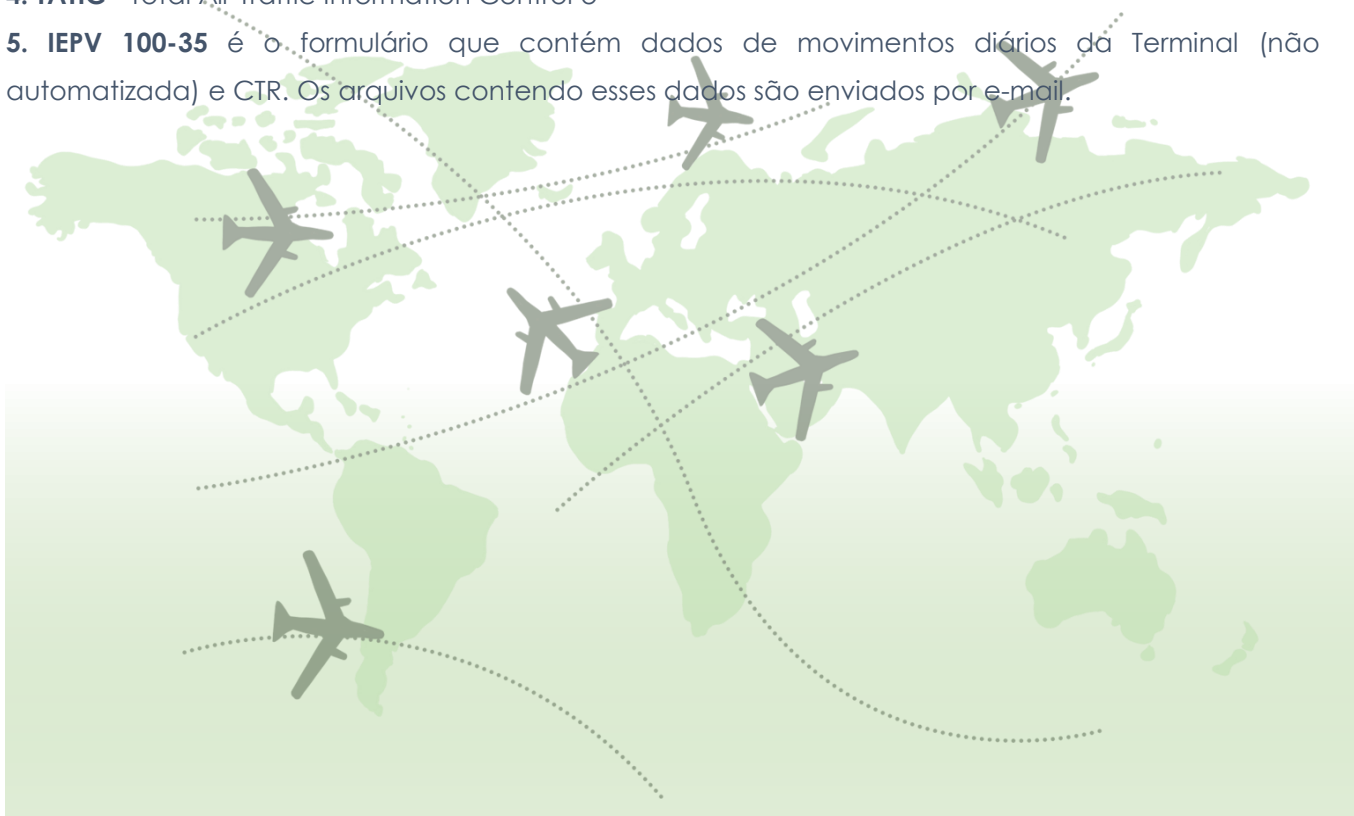 4. TATIC - Total Air Traffic Information Control 6
5. IEPV 100-35 é o formulário que contém dados de movimentos diários da Terminal (não
automatizada) e CTR. Os arquivos contendo esses dados são enviados por e-mail.